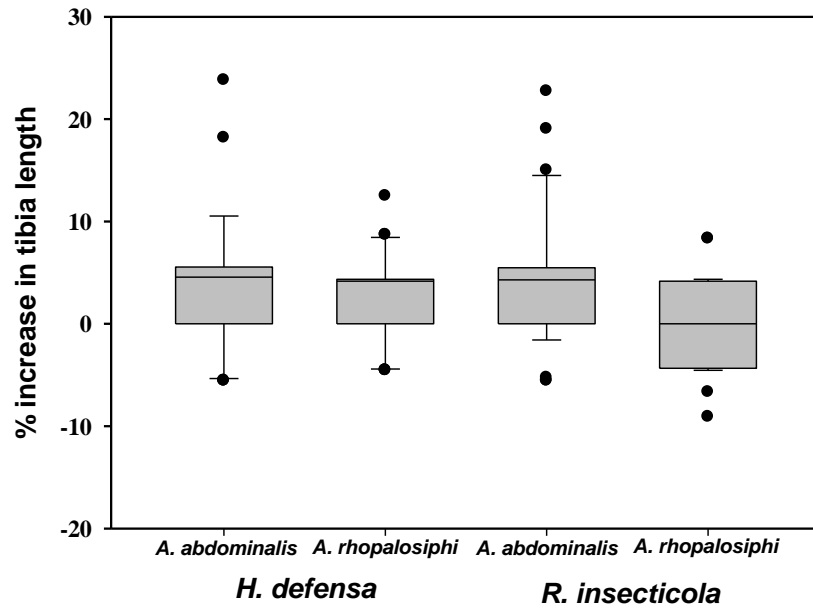 % increase in tibia length
30
20
10
0
-10
-20
A. abdominalis A. rhopalosiphi A. abdominalis A. rhopalosiphi
H. defensa R. insecticola